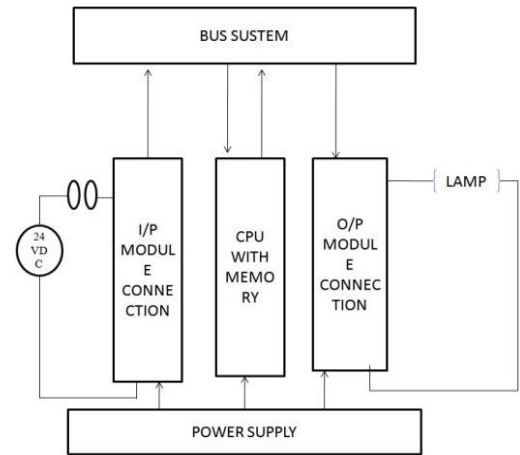 BUS SUSTEM
I/P
MODUL
E
CONNE
CTION
CPU
WITH
MEMO
RY
O/P
MODUL
E
CONNEC
TION
LAMP
24
VD
C
POWER SUPPLY